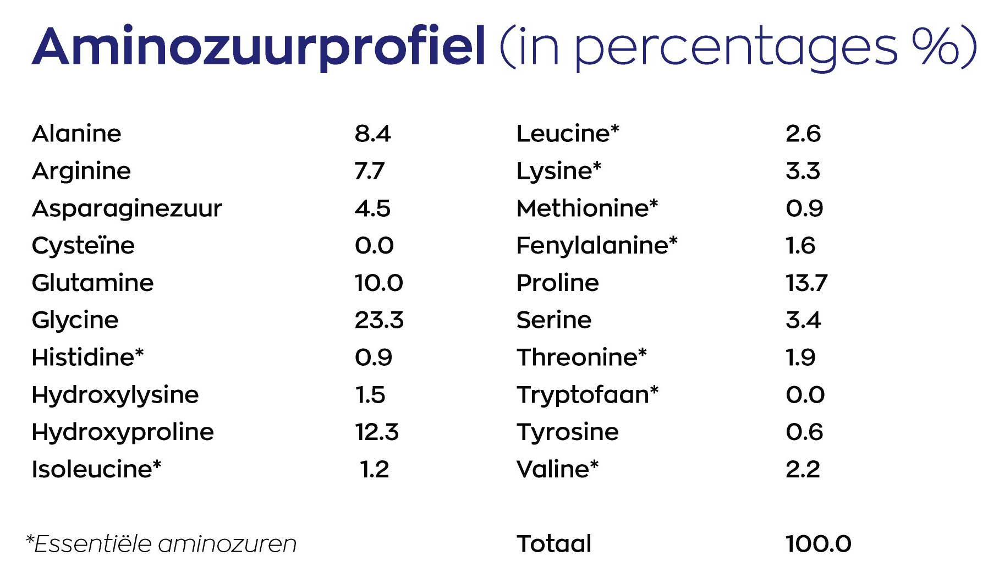 Aminozuurprofiel (in percentages %)
Alanine 8.4
Arginine 7.7
Asparaginezuur 4.5
Cysteïne 0.0
Glutamine 10.0
Glycine 23.3
Histidine* 0.9
Hydroxylysine 1.5
Hydroxyproline 12.3
Isoleucine* 1.2
Leucine* 2.6
Lysine* 3.3
Methionine* 0.9
Fenylalanine* 1.6
Proline 13.7
Serine 3.4
Threonine* 1.9
Tryptofaan* 0.0
Tyrosine 0.6
Valine* 2.2
*Essentiële aminozuren
Totaal 100.0